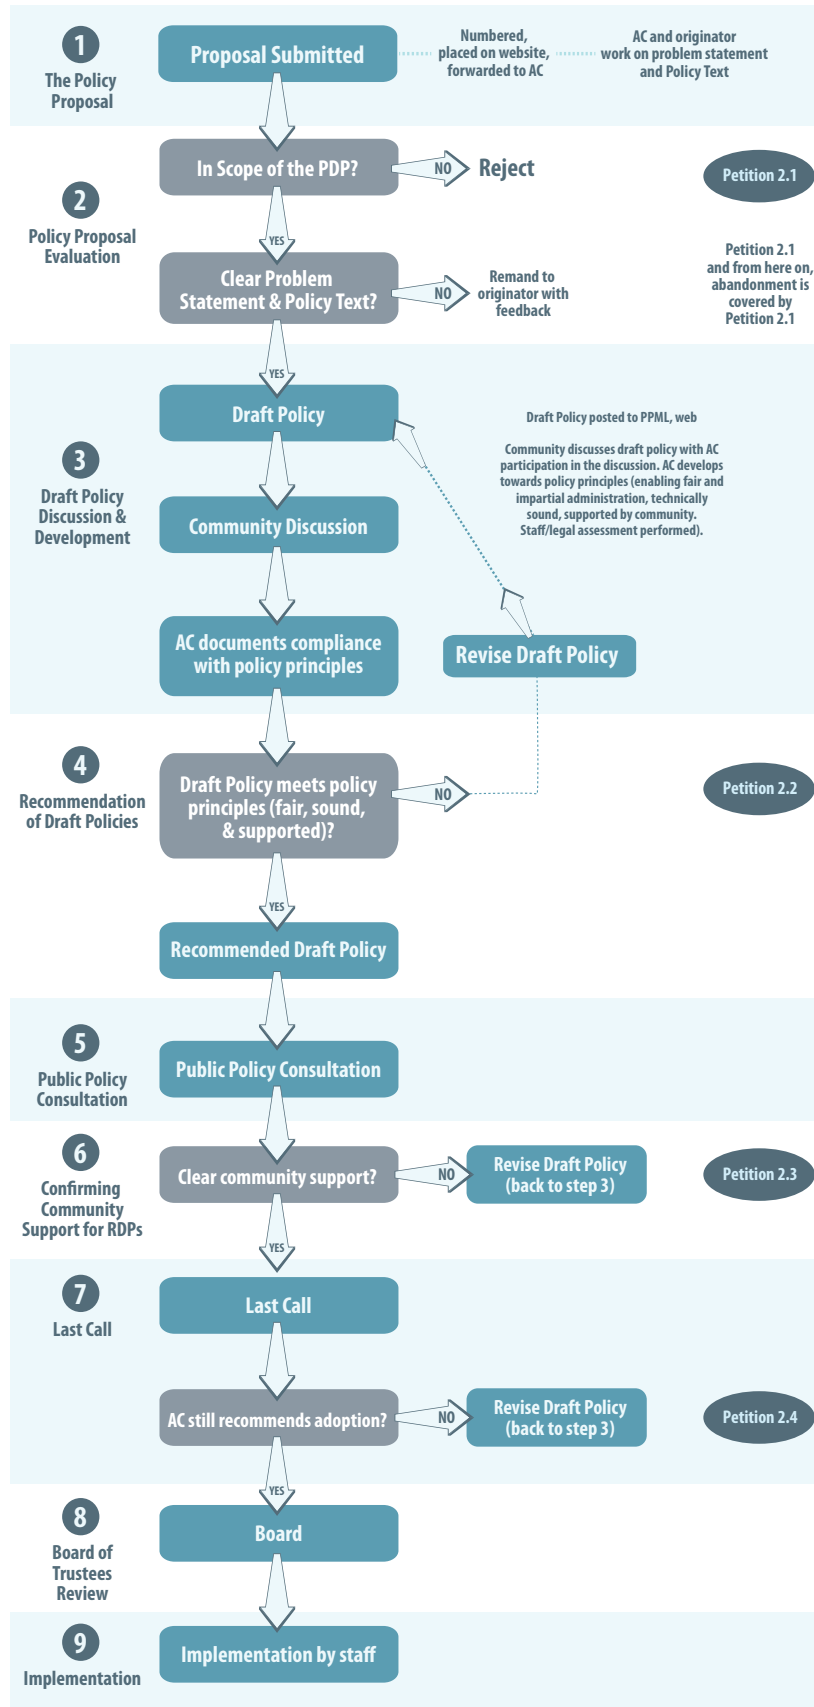 1
The Policy
Proposal
Proposal Submitted
Numbered,
placed on website,
forwarded to AC
AC and originator
work on problem statement
and Policy Text
2
Policy Proposal
Evaluation
In Scope of the PDP?
NO
Reject
Petition 2.1
YES
Clear Problem
Statement & Policy Text?
NO
Remand to
originator with
feedback
Petition 2.1
and from here on,
abandonment is
covered by
Petition 2.1
YES
3
Draft Policy
Discussion &
Development
Draft Policy
Draft Policy posted to PPML, web
Community discusses draft policy with AC
participation in the discussion. AC develops
towards policy principles (enabling fair and
impartial administration, technically
sound, supported by community.
Staff/legal assessment performed).
Community Discussion
AC documents compliance
with policy principles
Revise Draft Policy
4
Recommendation
of Draft Policies
Draft Policy meets policy
principles (fair, sound,
& supported)?
NO
Petition 2.2
YES
Recommended Draft Policy
5
Public Policy
Consultation
Public Policy Consultation
6
Confirming
Community
Support for RDPs
Clear community support?
NO
Revise Draft Policy
(back to step 3)
Petition 2.3
YES
7
Last Call
Last Call
AC still recommends adoption?
NO
Revise Draft Policy
(back to step 3)
Petition 2.4
YES
8
Board of
Trustees
Review
Board
9
Implementation
Implementation by staff